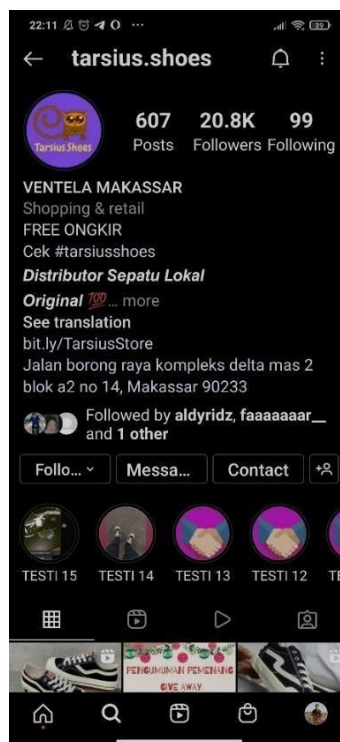 22:11
39
tarsius.shoes
Tarsius.Shoes
607 20.8K 99
Posts Followers Following
VENTELA MAKASSAR
Shopping & retail
FREE ONGKIR
Cek #tarsiusshoes
Distributor Sepatu Lokal
Original 💯... more
See translation
bit.ly/TarsiusStore
Jalan borong raya kompleks delta mas 2
blok a2 no 14, Makassar 90233
Followed by aldyridz, faaaaaaar__
and 1 other
Follo... Messa... Contact
TESTI 15 TESTI 14 TESTI 13 TESTI 12 TE
PENGUMUMAN PEMENANG
GIVE AWAY